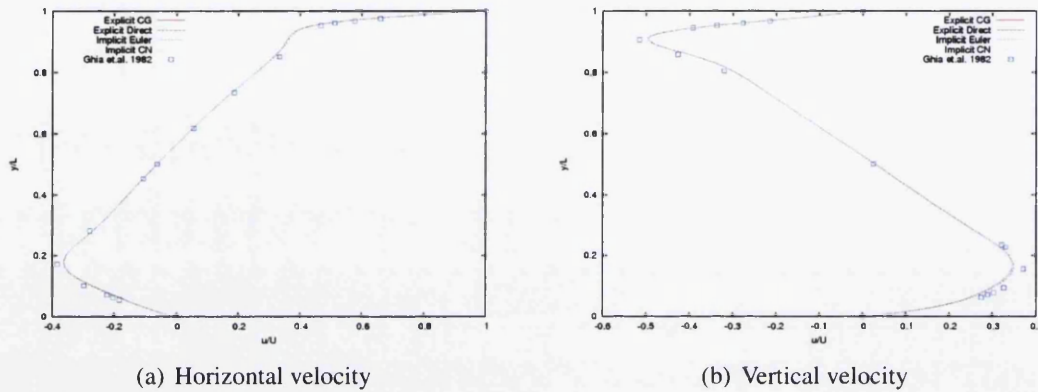 Explicit CG
Explicit Direct
Implicit Euler
Implicit CN
Ghia et.al. 1982
1
0.8
0.6
0.4
0.2
0
y/L
-0.4
-0.2
0
0.2
0.4
0.6
0.8
1
u/U
(a) Horizontal velocity
Explicit CG
Explicit Direct
Implicit Euler
Implicit CN
Ghia et.al. 1982
1
0.8
0.6
0.4
0.2
0
y/L
-0.6
-0.5
-0.4
-0.3
-0.2
-0.1
0
0.1
0.2
0.3
0.4
u/U
(b) Vertical velocity